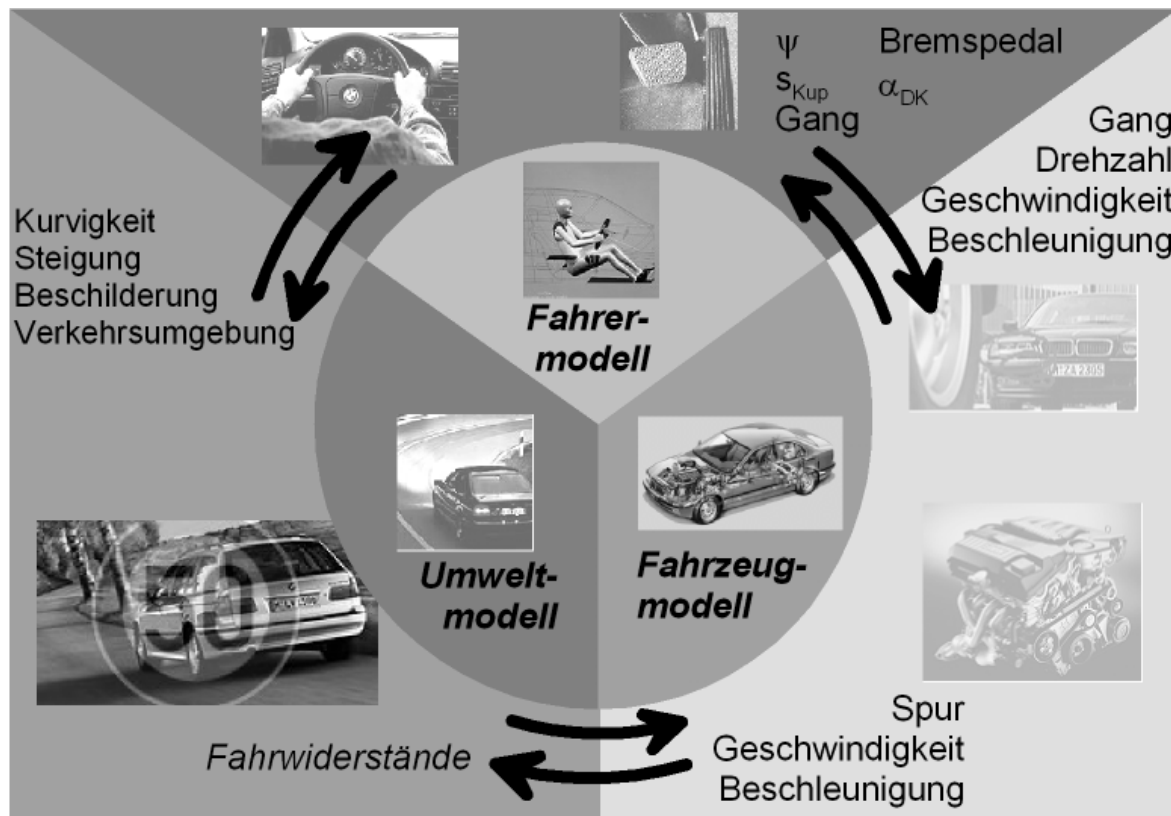 ψ Bremspedal
s_Kup α_DK
Gang
Gang
Drehzahl
Geschwindigkeit
Beschleunigung
Kurvigkeit
Steigung
Beschilderung
Verkehrsumgebung
Fahrer-
modell
Umwelt-
modell
Fahrzeug-
modell
50
Fahrwiderstände
Spur
Geschwindigkeit
Beschleunigung